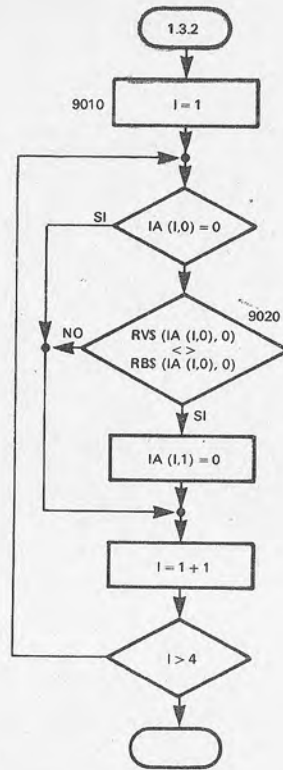 1.3.2
9010
I = 1
SI
IA (I,0) = 0
9020
NO
RV$ (IA (I,0), 0)
<>
RB$ (IA (I,0), 0)
SI
IA (I,1) = 0
I = 1 + 1
I > 4